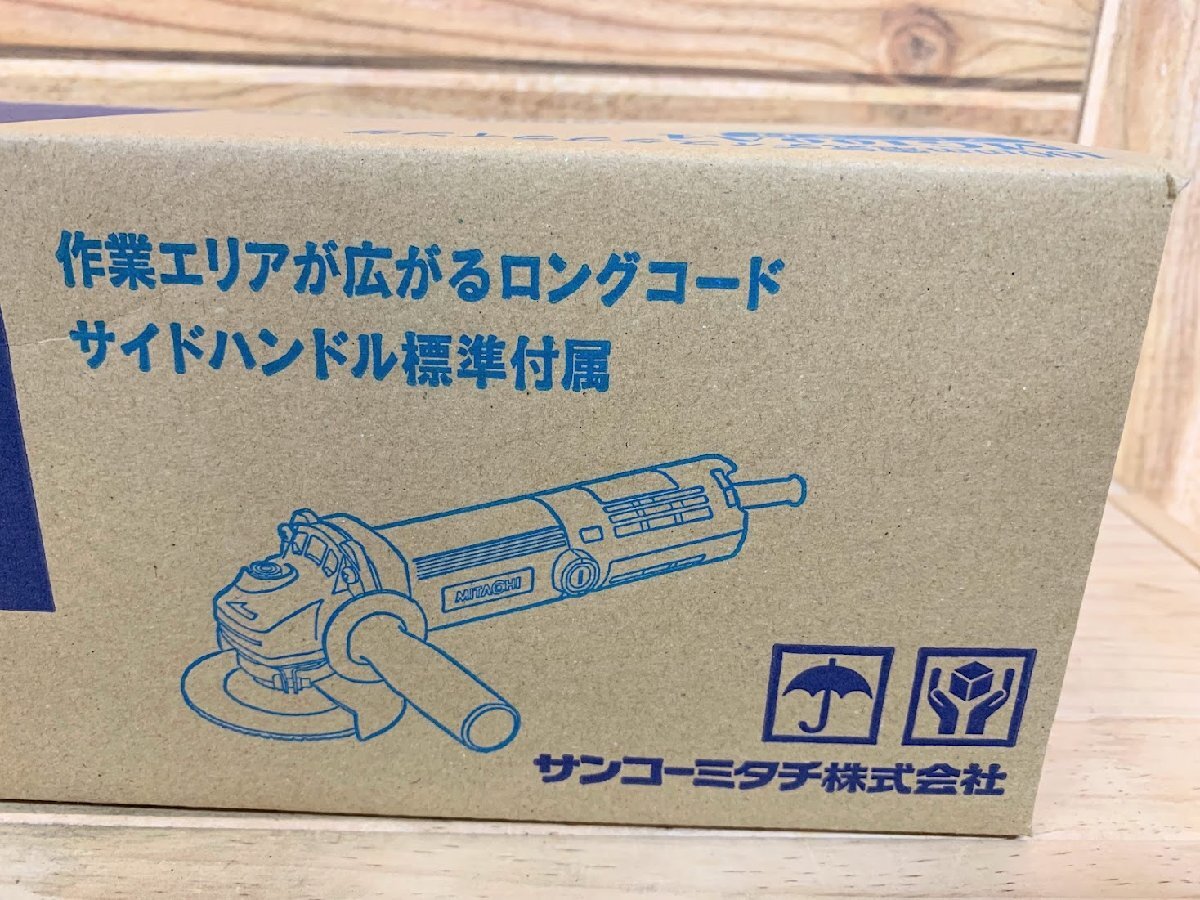 作業エリアが広がるロングコード
サイドハンドル標準付属
MITACHI
サンコーミタチ株式会社